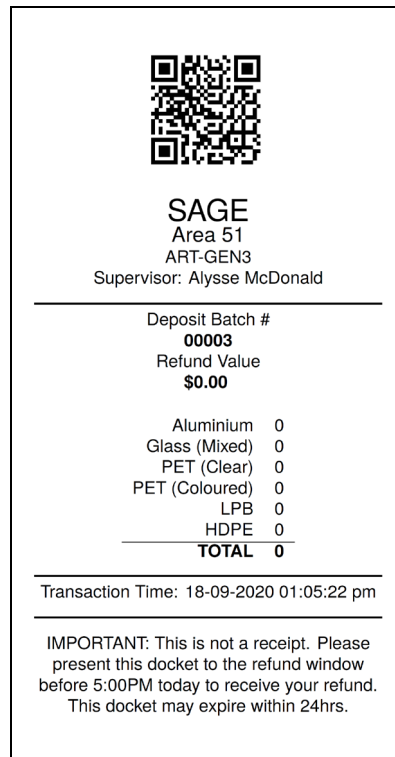 SAGE
Area 51
ART-GEN3
Supervisor: Alysse McDonald
Deposit Batch #
00003
Refund Value
$0.00
Aluminium 0
Glass (Mixed) 0
PET (Clear) 0
PET (Coloured) 0
LPB 0
HDPE 0
TOTAL 0
Transaction Time: 18-09-2020 01:05:22 pm
IMPORTANT: This is not a receipt. Please
present this docket to the refund window
before 5:00PM today to receive your refund.
This docket may expire within 24hrs.